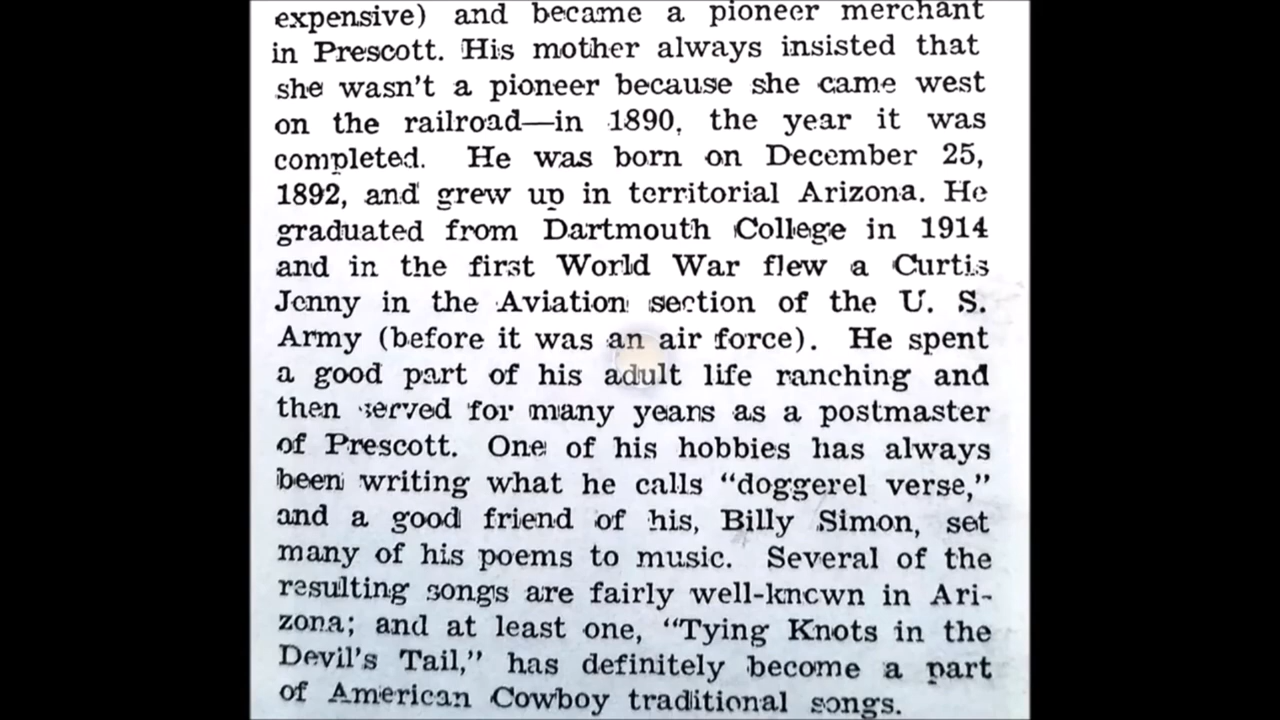 expensive) and became a pioneer merchant
in Prescott. His mother always insisted that
she wasn't a pioneer because she came west
on the railroad—in 1890, the year it was
completed. He was born on December 25,
1892, and grew up in territorial Arizona. He
graduated from Dartmouth College in 1914
and in the first World War flew a Curtis
Jenny in the Aviation section of the U. S.
Army (before it was an air force). He spent
a good part of his adult life ranching and
then served for many years as a postmaster
of Prescott. One of his hobbies has always
been writing what he calls "doggerel verse,"
and a good friend of his, Billy Simon, set
many of his poems to music. Several of the
resulting songs are fairly well-known in Ari-
zona; and at least one, "Tying Knots in the
Devil's Tail," has definitely become a part
of American Cowboy traditional songs.